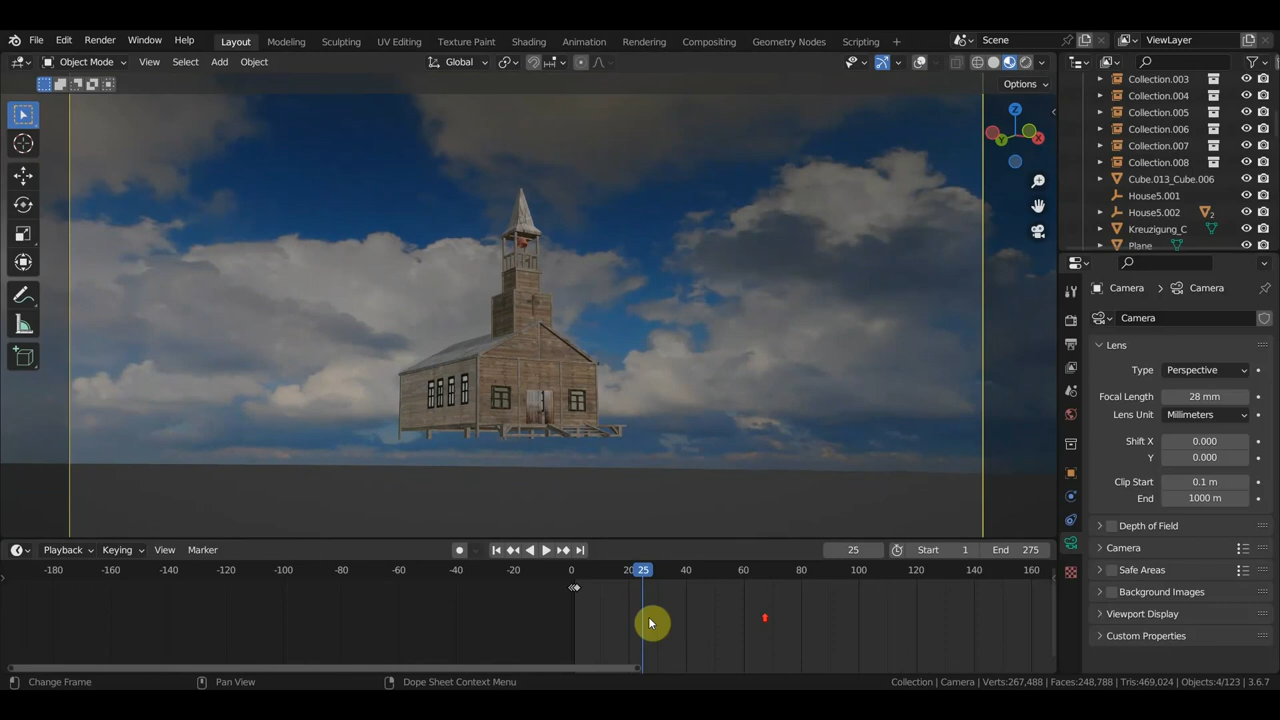 File Edit Render Window Help Layout Modeling Sculpting UV Editing Texture Paint Shading Animation Rendering Compositing Geometry Nodes Scripting + Scene ViewLayer
Object Mode View Select Add Object Global
Options
Z
Y
X
Collection.003
Collection.004
Collection.005
Collection.006
Collection.007
Collection.008
Cube.013_Cube.006
House5.001
House5.002 2
Kreuzigung_C
Plane
Camera > Camera
Camera
Lens
Type Perspective
Focal Length 28 mm
Lens Unit Millimeters
Shift X 0.000
Y 0.000
Clip Start 0.1 m
End 1000 m
Depth of Field
Camera
Safe Areas
Background Images
Viewport Display
Custom Properties
Playback Keying View Marker 25 Start 1 End 275
-180 -160 -140 -120 -100 -80 -60 -40 -20 0 20 25 40 60 80 100 120 140 160
Change Frame Pan View Dope Sheet Context Menu Collection | Camera | Verts:267,488 | Faces:248,788 | Tris:469,024 | Objects:4/123 | 3.6.7